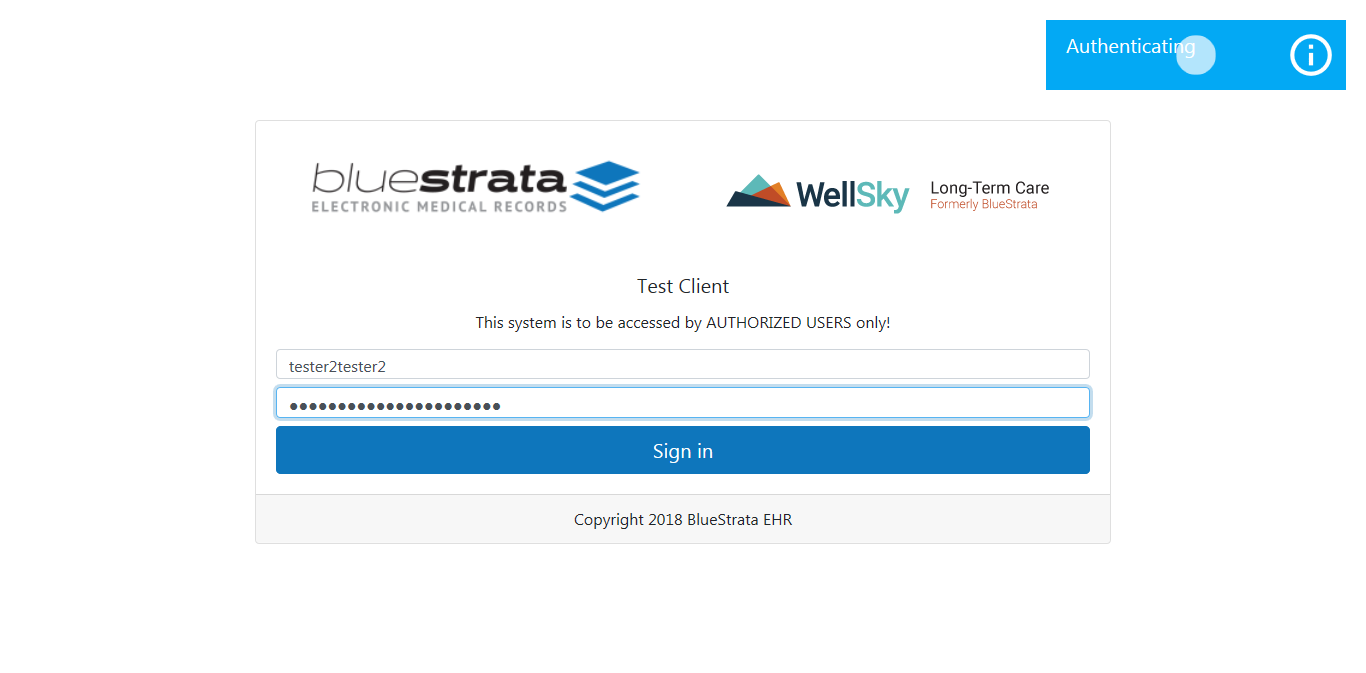 Authenticating
bluestrata
ELECTRONIC MEDICAL RECORDS
WellSky
Long-Term Care
Formerly BlueStrata
Test Client
This system is to be accessed by AUTHORIZED USERS only!
tester2tester2
●●●●●●●●●●●●●●●●●●●●●●
Sign in
Copyright 2018 BlueStrata EHR